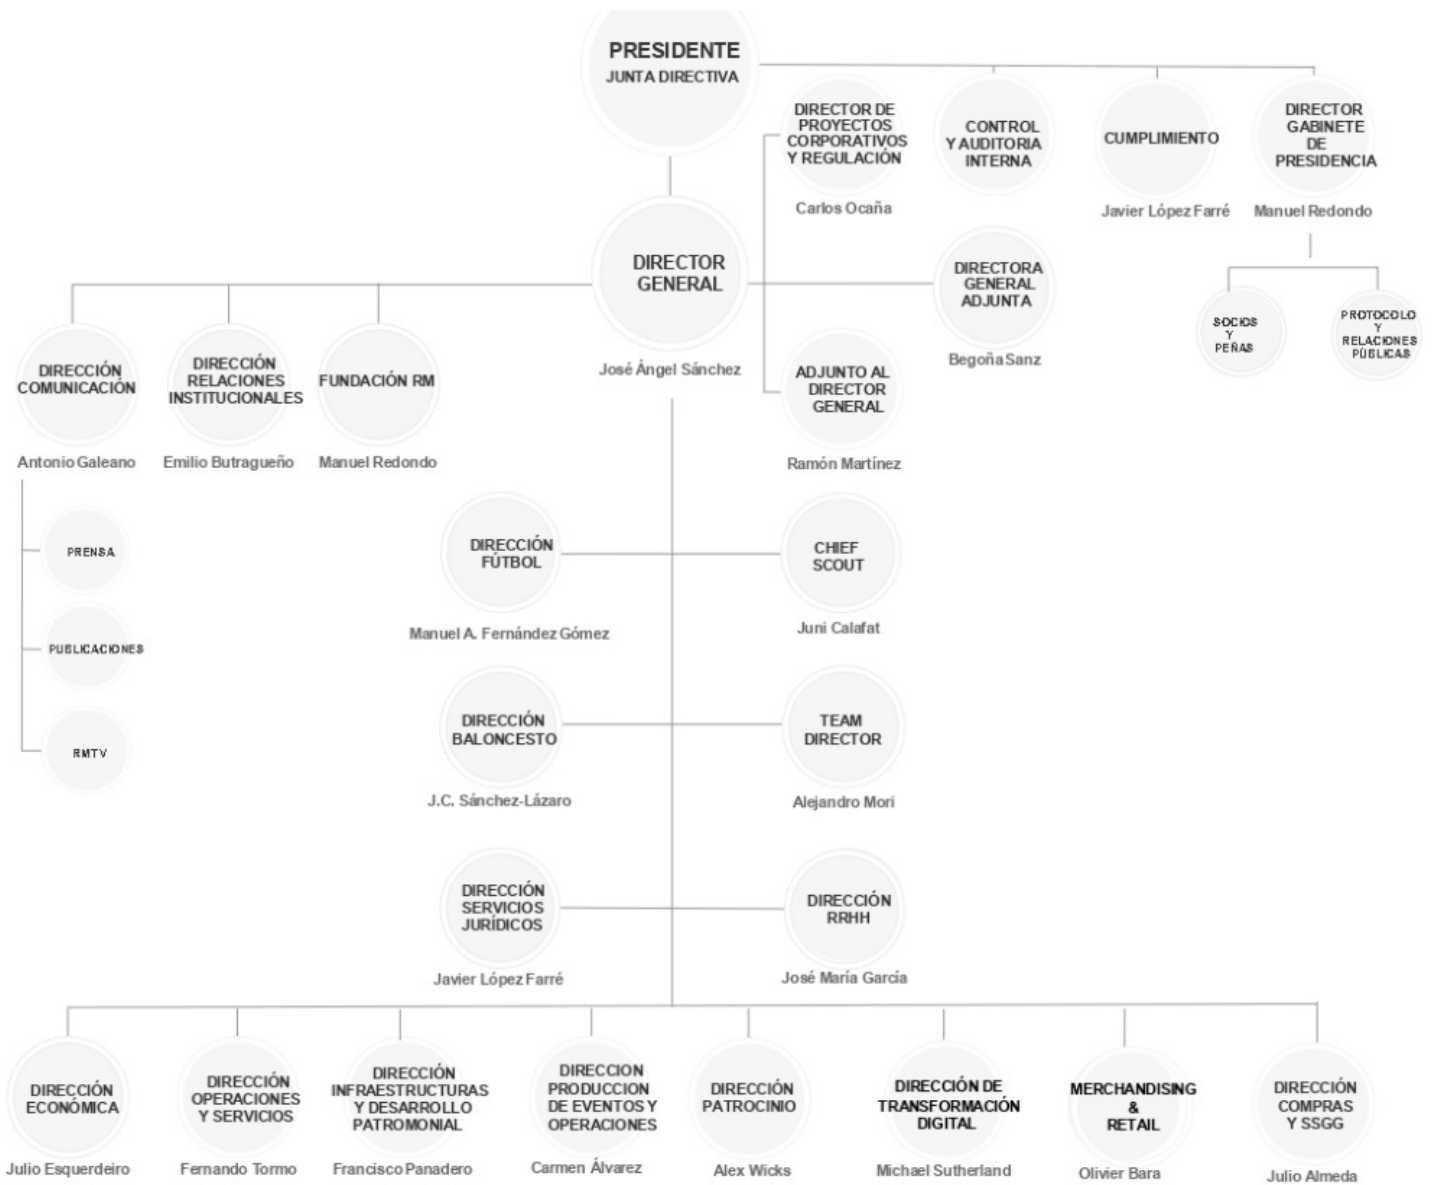 PRESIDENTE
JUNTA DIRECTIVA
DIRECTOR DE
PROYECTOS
CORPORATIVOS
Y REGULACIÓN
Carlos Ocaña
CONTROL
Y AUDITORIA
INTERNA
CUMPLIMIENTO
Javier López Farré
DIRECTOR
GABINETE
DE
PRESIDENCIA
Manuel Redondo
SOCIOS
Y
PEÑAS
PROTOCOLO
Y
RELACIONES
PÚBLICAS
DIRECTOR
GENERAL
José Ángel Sánchez
DIRECTORA
GENERAL
ADJUNTA
Begoña Sanz
ADJUNTO AL
DIRECTOR
GENERAL
Ramón Martínez
DIRECCIÓN
COMUNICACIÓN
Antonio Galeano
DIRECCIÓN
RELACIONES
INSTITUCIONALES
Emilio Butragueño
FUNDACIÓN RM
Manuel Redondo
PRENSA
PUBLICACIONES
RMTV
DIRECCIÓN
FÚTBOL
Manuel A. Fernández Gómez
CHIEF
SCOUT
Juni Calafat
DIRECCIÓN
BALONCESTO
J.C. Sánchez-Lázaro
TEAM
DIRECTOR
Alejandro Mori
DIRECCIÓN
SERVICIOS
JURÍDICOS
Javier López Farré
DIRECCIÓN
RRHH
José María García
DIRECCIÓN
ECONÓMICA
Julio Esquerdeiro
DIRECCIÓN
OPERACIONES
Y SERVICIOS
Fernando Tormo
DIRECCIÓN
INFRAESTRUCTURAS
Y DESARROLLO
PATROMONIAL
Francisco Panadero
DIRECCION
PRODUCCION
DE EVENTOS Y
OPERACIONES
Carmen Álvarez
DIRECCIÓN
PATROCINIO
Alex Wicks
DIRECCIÓN DE
TRANSFORMACIÓN
DIGITAL
Michael Sutherland
MERCHANDISING
&
RETAIL
Olivier Bara
DIRECCIÓN
COMPRAS
Y SSGG
Julio Almeda